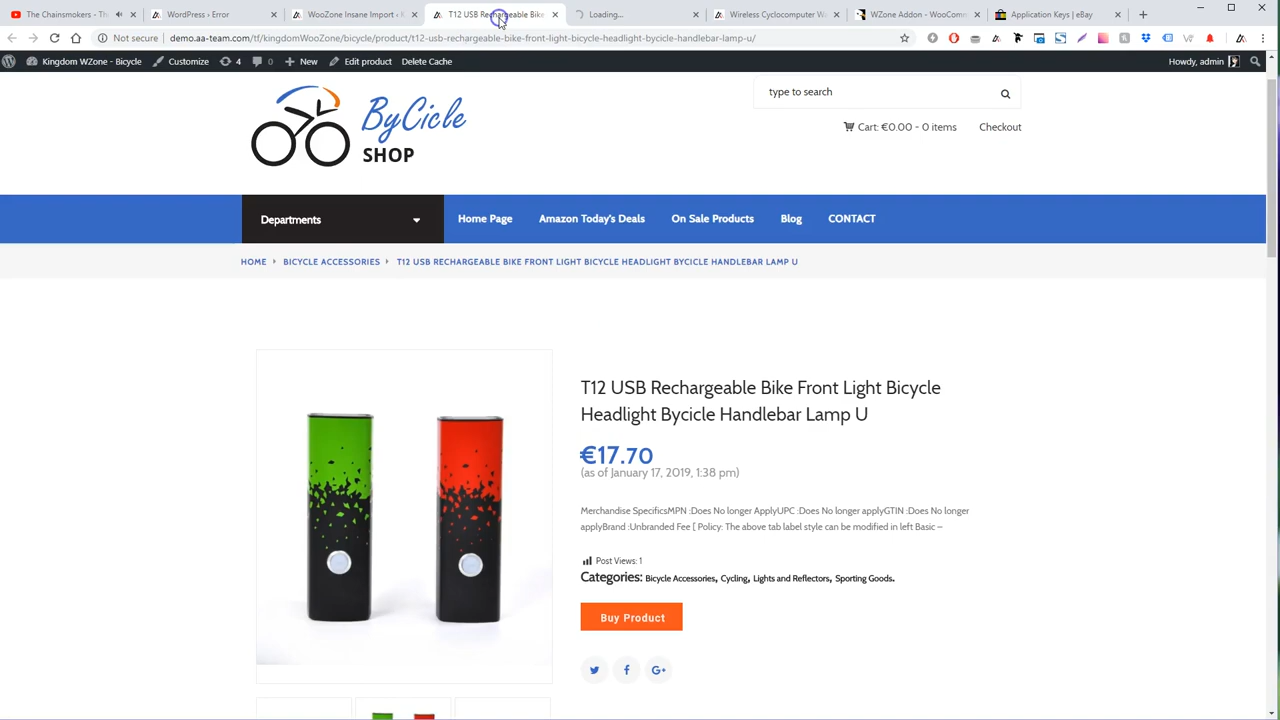 The Chainsmokers - Th
WordPress › Error
WooZone Insane Import ‹ K
T12 USB Rechargeable Bike
Loading...
Wireless Cyclocomputer W
WZone Addon - WooComm
Application Keys | eBay
Not secure
demo.aa-team.com/tf/kingdomWooZone/bicycle/product/t12-usb-rechargeable-bike-front-light-bicycle-headlight-bycicle-handlebar-lamp-u/
Kingdom WZone - Bicycle
Customize
4
0
New
Edit product
Delete Cache
Howdy, admin
ByCicle
SHOP
type to search
Cart: €0.00 - 0 items
Checkout
Departments
Home Page
Amazon Today's Deals
On Sale Products
Blog
CONTACT
HOME
BICYCLE ACCESSORIES
T12 USB RECHARGEABLE BIKE FRONT LIGHT BICYCLE HEADLIGHT BYCICLE HANDLEBAR LAMP U
T12 USB Rechargeable Bike Front Light Bicycle
Headlight Bycicle Handlebar Lamp U
€17.70
(as of January 17, 2019, 1:38 pm)
Merchandise SpecificsMPN :Does No longer ApplyUPC :Does No longer applyGTIN :Does No longer
applyBrand :Unbranded Fee [ Policy: The above tab label style can be modified in left Basic –
Post Views: 1
Categories: Bicycle Accessories, Cycling, Lights and Reflectors, Sporting Goods.
Buy Product
G+